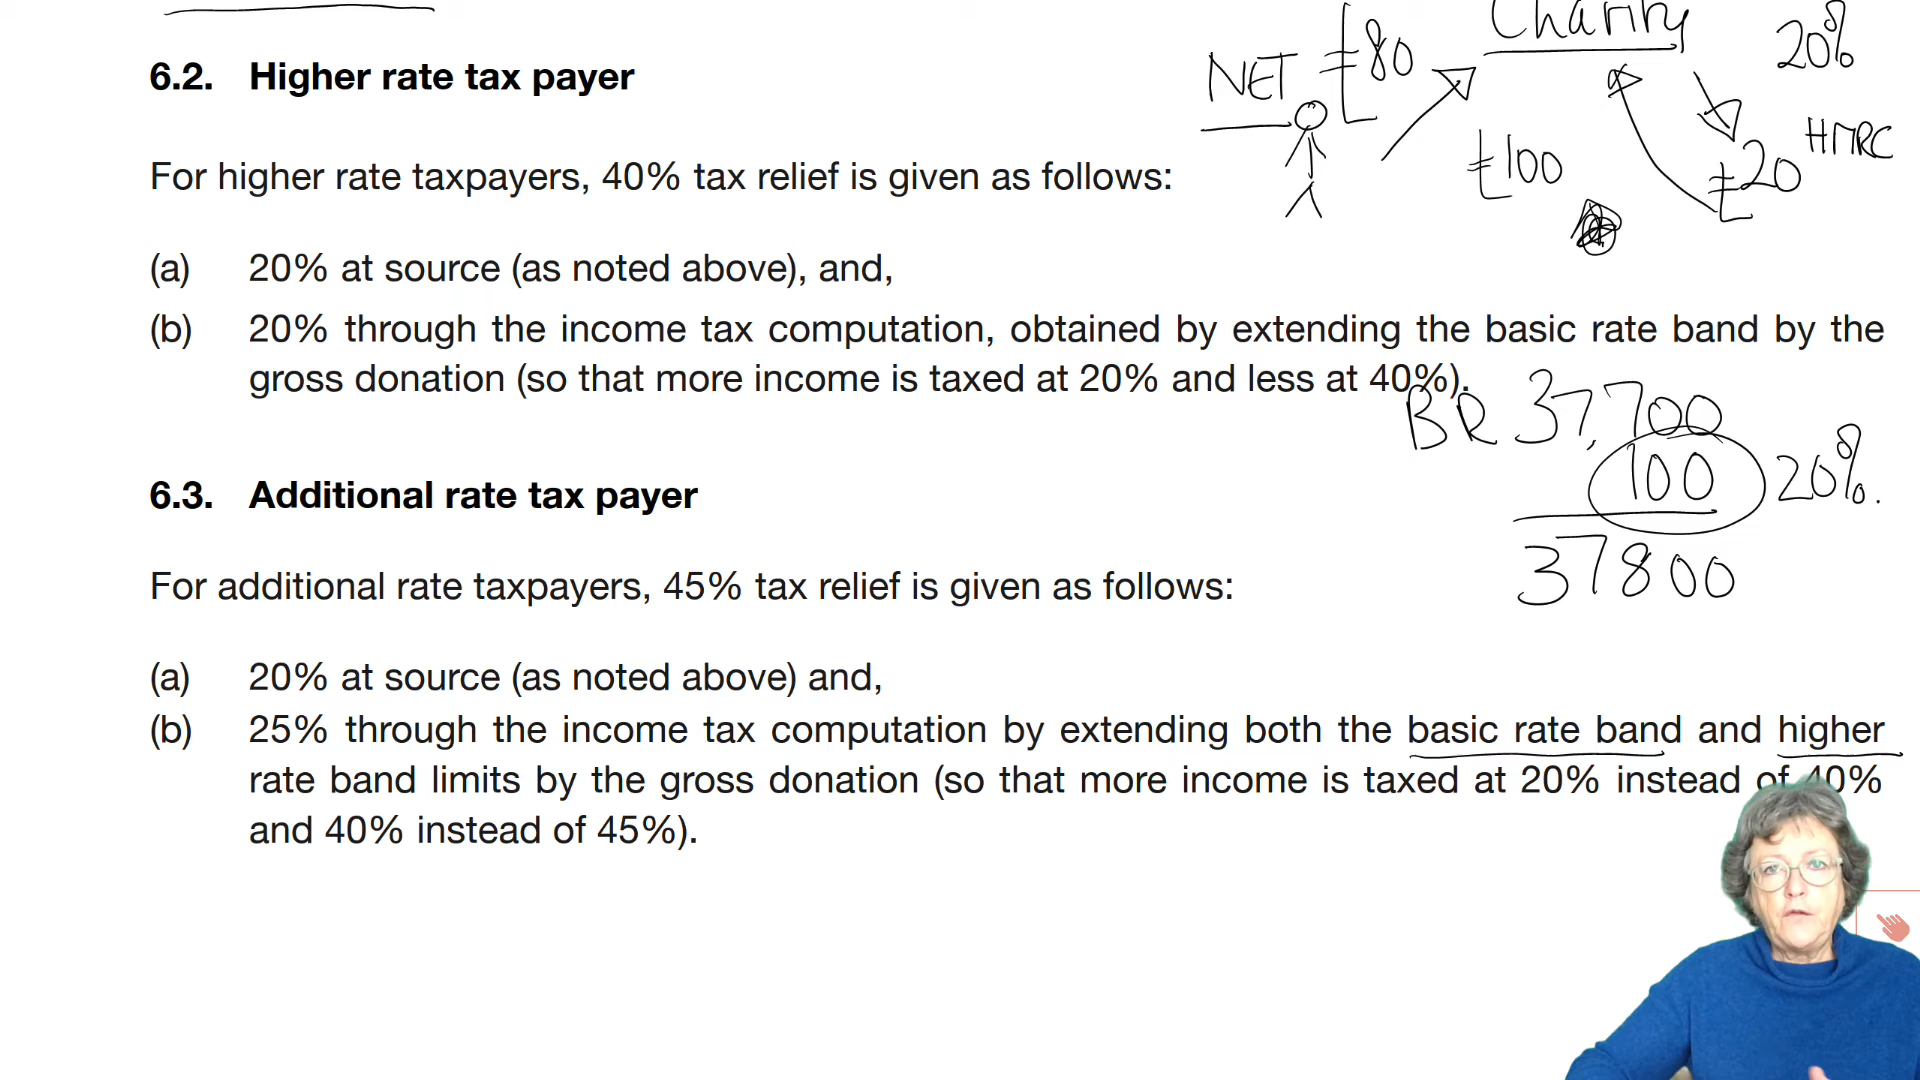 Charity
20%
NET £80
6.2. Higher rate tax payer
HMRC
£100
£20
For higher rate taxpayers, 40% tax relief is given as follows:
(a) 20% at source (as noted above), and,
(b) 20% through the income tax computation, obtained by extending the basic rate band by the
gross donation (so that more income is taxed at 20% and less at 40%).
BR 37,700
100 20%.
6.3. Additional rate tax payer
37800
For additional rate taxpayers, 45% tax relief is given as follows:
(a) 20% at source (as noted above) and,
(b) 25% through the income tax computation by extending both the basic rate band and higher
rate band limits by the gross donation (so that more income is taxed at 20% instead of 40%
and 40% instead of 45%).